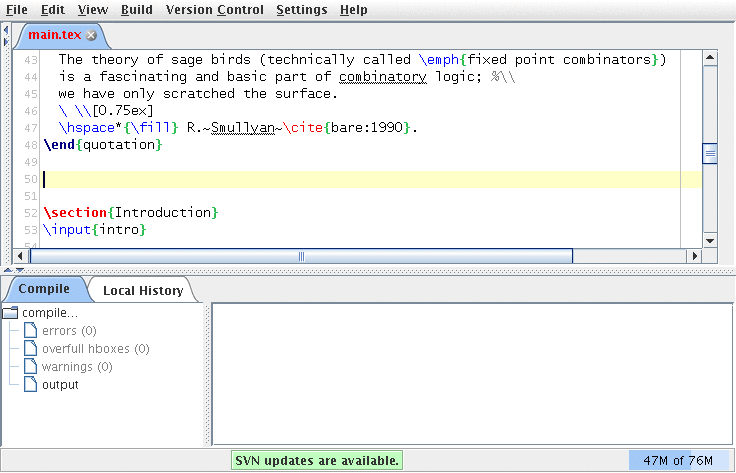 File Edit View Build Version Control Settings Help
main.tex
43 The theory of sage birds (technically called \emph{fixed point combinators})
44 is a fascinating and basic part of combinatory logic; %\\
45 we have only scratched the surface.
46 \ \\[0.75ex]
47 \hspace*{\fill} R.~Smullyan~\cite{bare:1990}.
48 \end{quotation}
49
50
51
52 \section{Introduction}
53 \input{intro}
54
Compile Local History
compile...
errors (0)
overfull hboxes (0)
warnings (0)
output
SVN updates are available. 47M of 76M